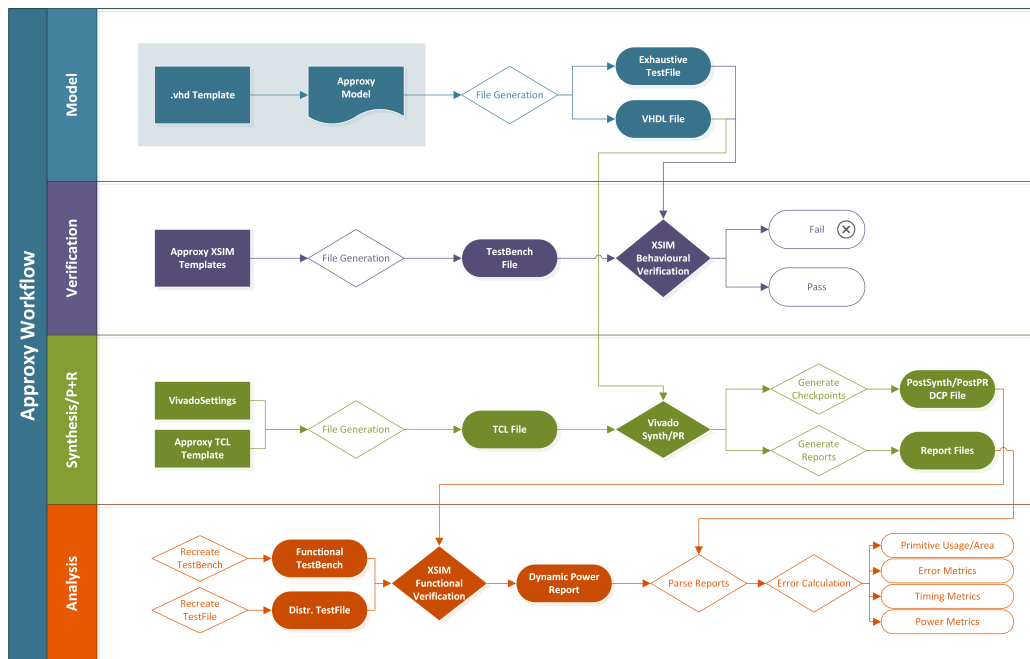 Approxy Workflow
Model
.vhd Template
Approxy
Model
File Generation
Exhaustive
TestFile
VHDL File
Verification
Approxy XSIM
Templates
File Generation
TestBench
File
XSIM
Behavioural
Verification
Fail
Pass
Synthesis/P+R
VivadoSettings
Approxy TCL
Template
File Generation
TCL File
Vivado
Synth/PR
Generate
Checkpoints
PostSynth/PostPR
DCP File
Generate
Reports
Report Files
Analysis
Recreate
TestBench
Functional
TestBench
Recreate
TestFile
Distr. TestFile
XSIM
Functional
Verification
Dynamic Power
Report
Parse Reports
Error Calculation
Primitive Usage/Area
Error Metrics
Timing Metrics
Power Metrics